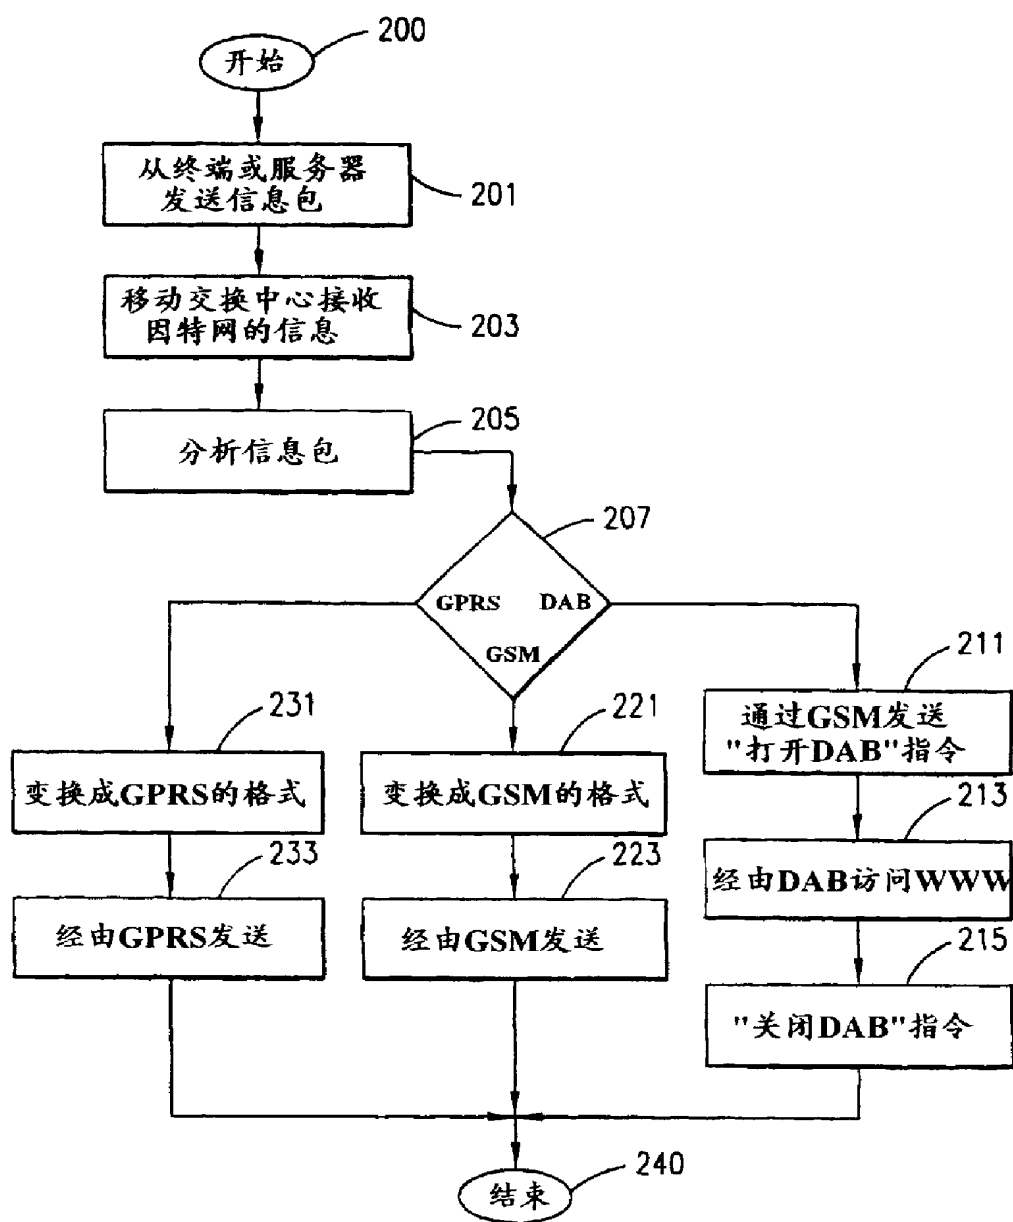 200
开始
从终端或服务器
发送信息包
201
移动交换中心接收
因特网的信息
203
205
分析信息包
207
GPRS DAB
GSM
211
通过GSM发送
"打开DAB"指令
231
变换成GPRS的格式
221
变换成GSM的格式
213
经由DAB访问WWW
233
经由GPRS发送
223
经由GSM发送
215
"关闭DAB"指令
240
结束